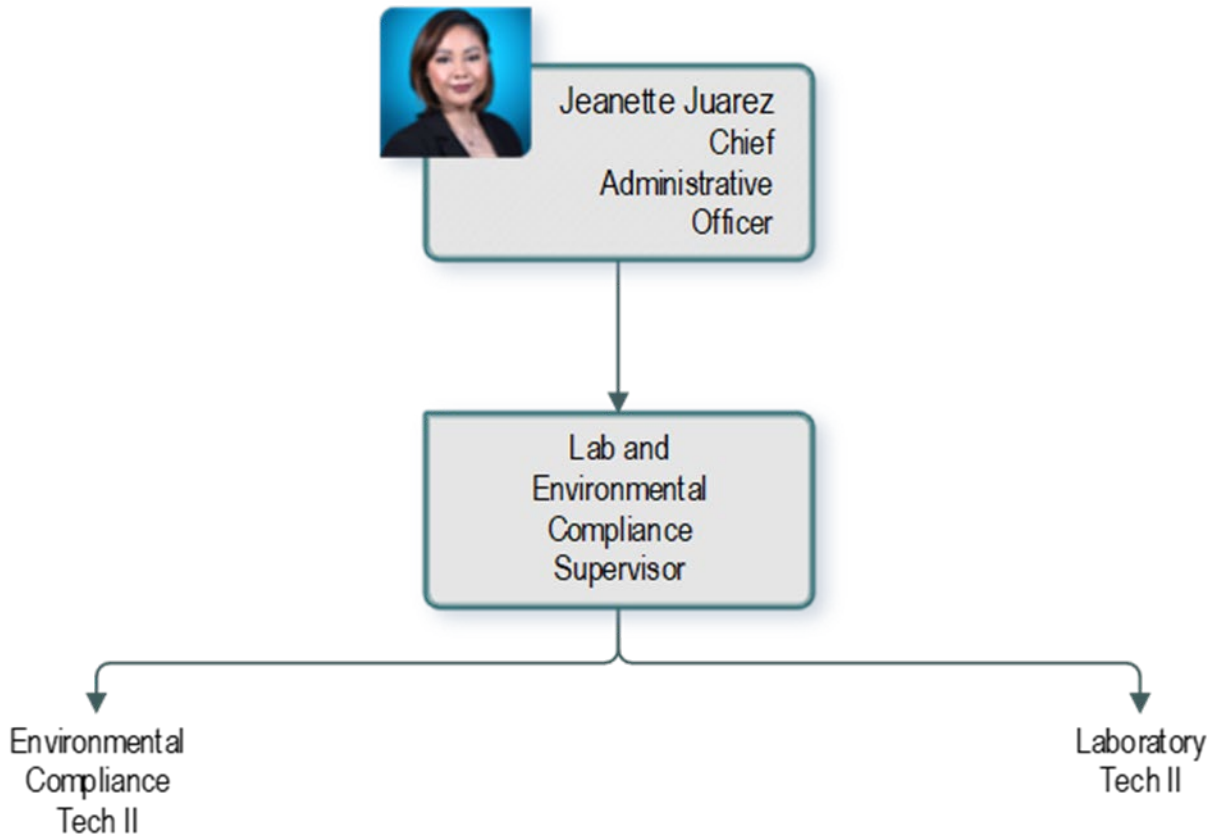 Jeanette Juarez
Chief
Administrative
Officer
Lab and
Environmental
Compliance
Supervisor
Environmental
Compliance
Tech II
Laboratory
Tech II